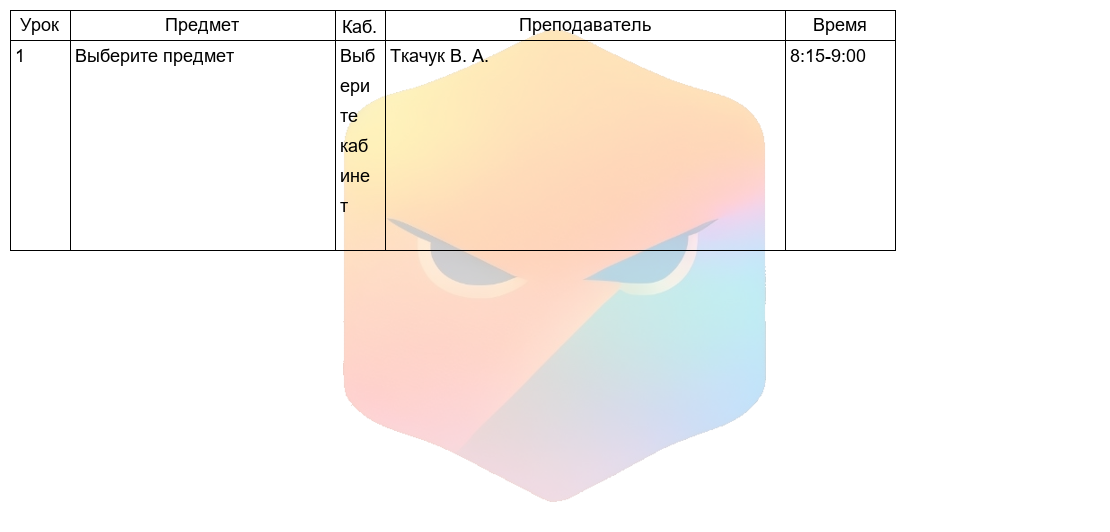 Урок Предмет Каб. Преподаватель Время
1 Выберите предмет Выб Ткачук В. А. 8:15-9:00
ери
те
каб
ине
т